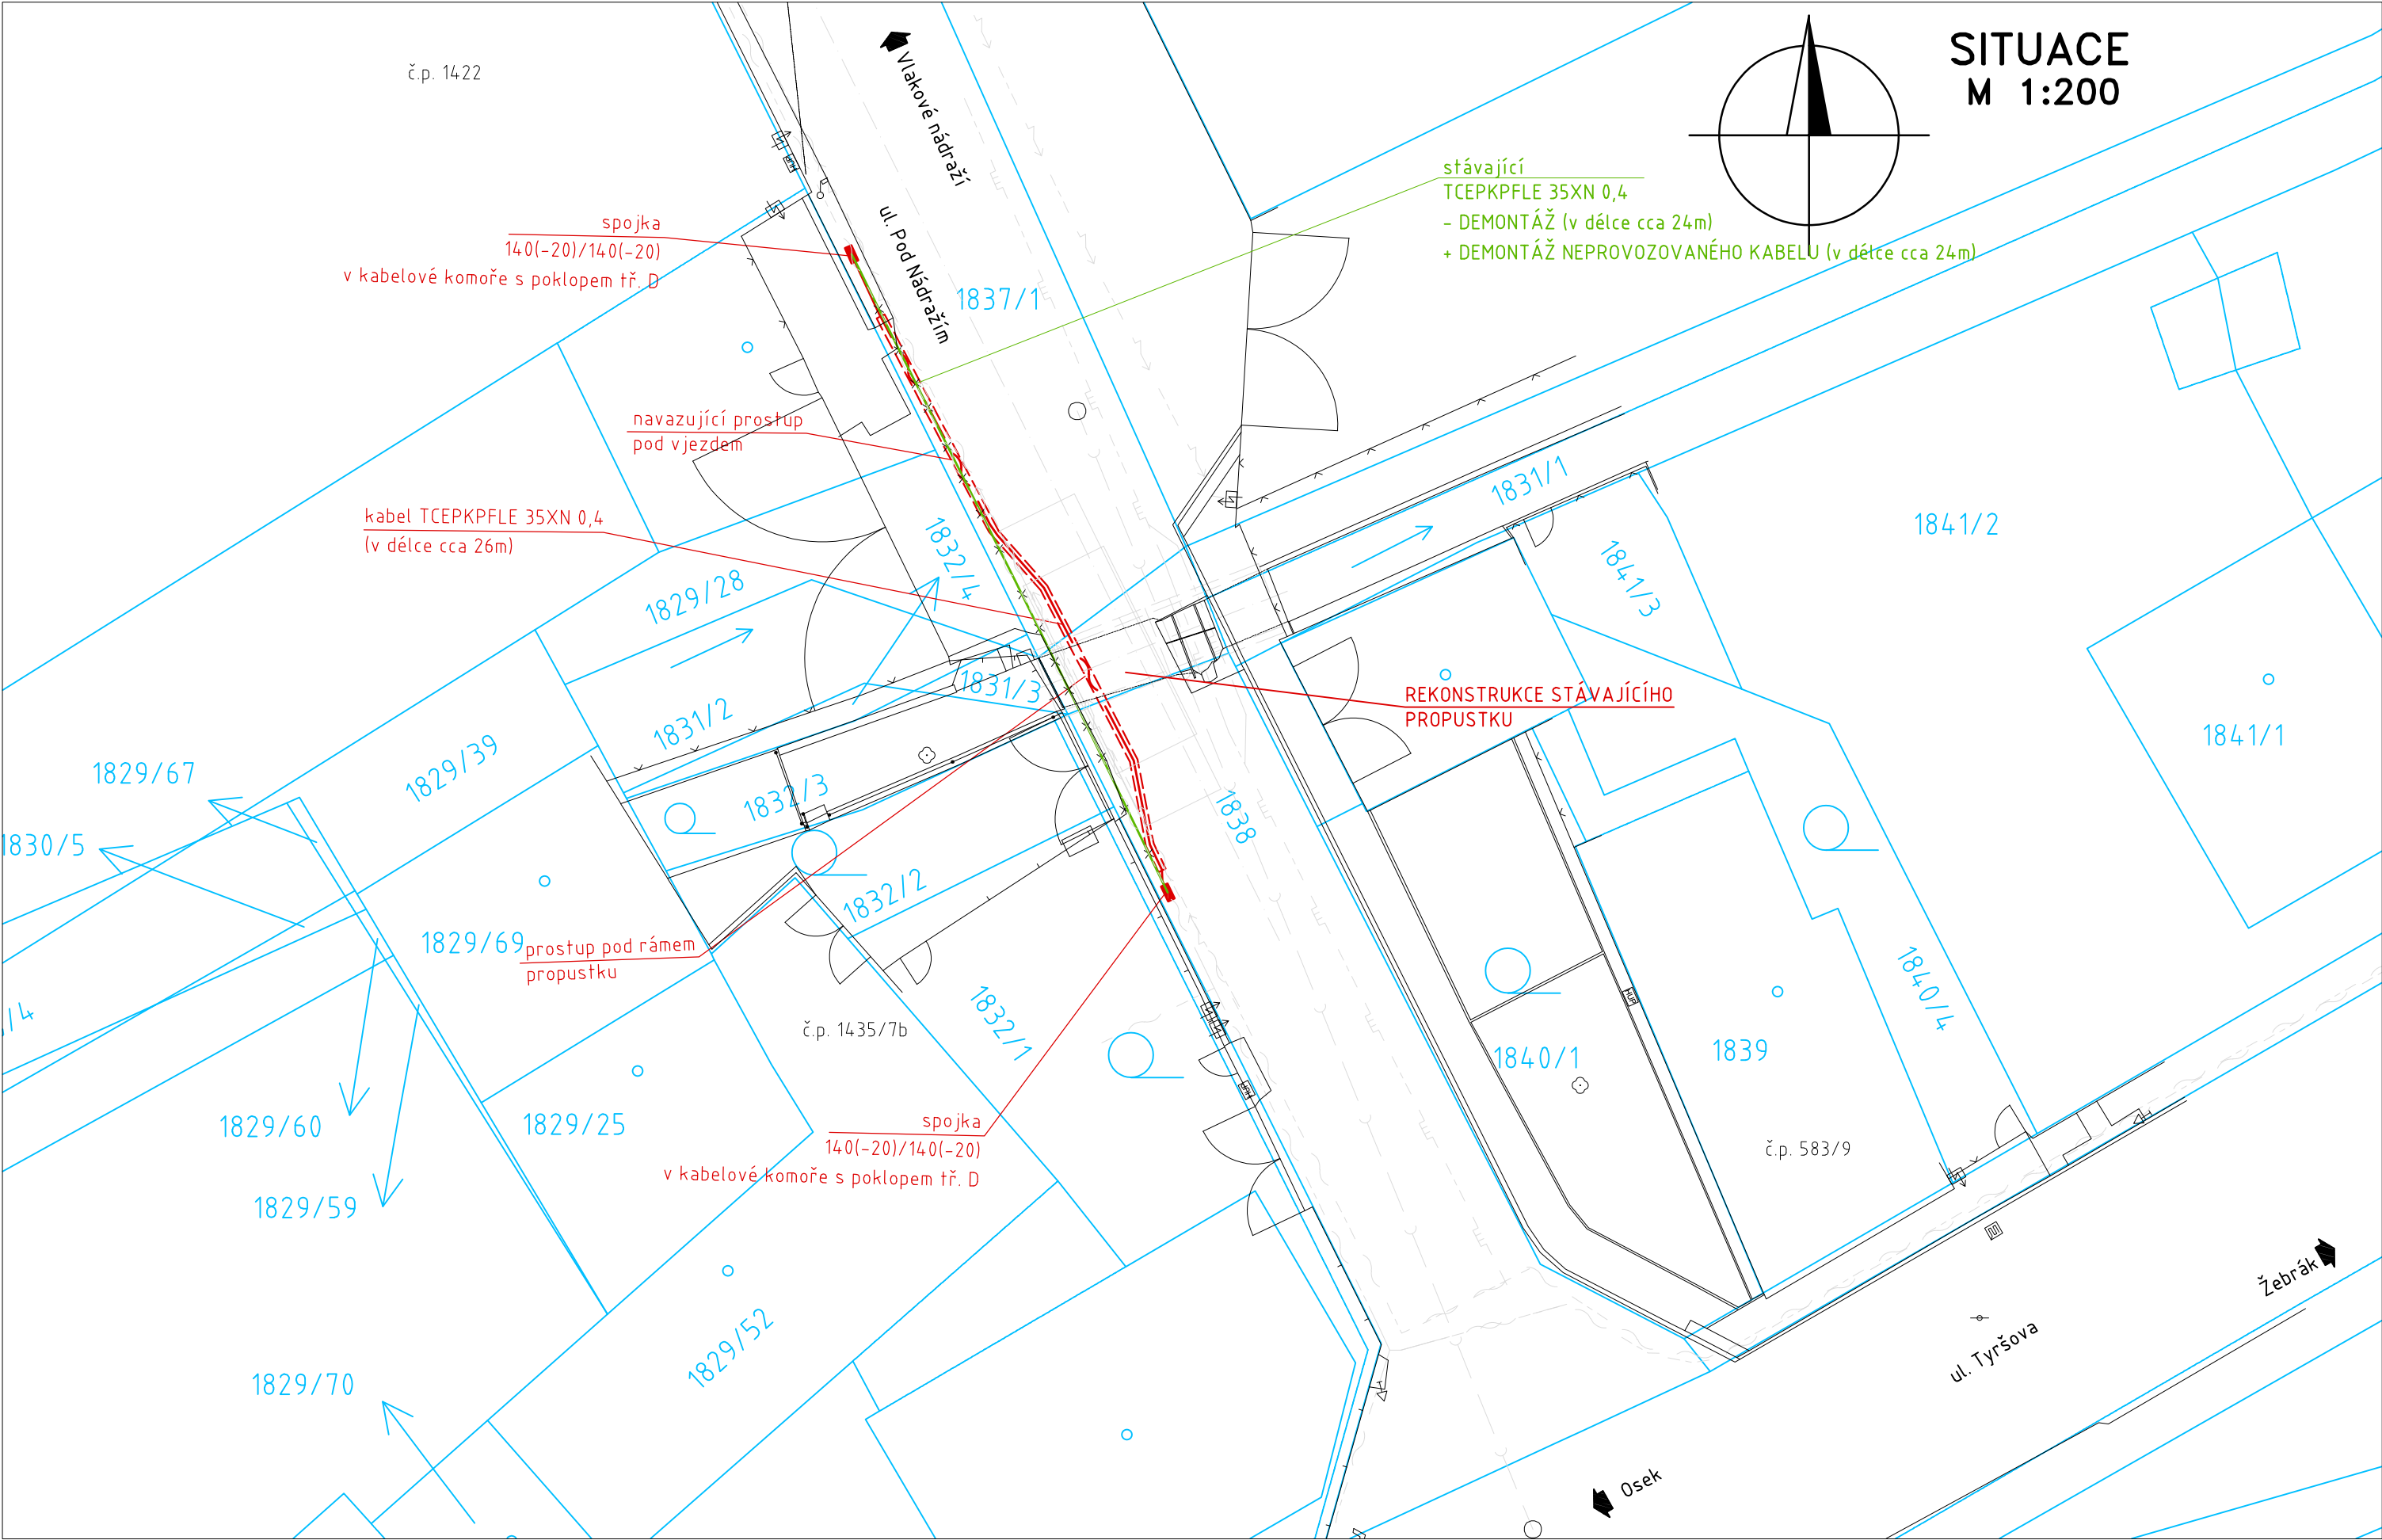 SITUACE
M 1:200
č.p. 1422
Vlakové nádraží
ul. Pod Nádražím
stávající
TCEPKPFLE 35XN 0,4
- DEMONTÁŽ (v délce cca 24m)
+ DEMONTÁŽ NEPROVOZOVANÉHO KABELU (v délce cca 24m)
spojka
140(-20)/140(-20)
v kabelové komoře s poklopem tř. D
1837/1
navazující prostup
pod vjezdem
kabel TCEPKPFLE 35XN 0,4
(v délce cca 26m)
1831/1
1841/2
1832/4
1841/3
1829/28
1831/3
REKONSTRUKCE STÁVAJÍCÍHO
PROPUSTKU
1831/2
1841/1
1829/67
1829/39
1832/3
1838
1830/5
1832/2
1829/69
prostup pod rámem
propustku
/4
1840/4
HUP
č.p. 1435/7b
1832/1
1840/1
1839
HUP
1829/60
1829/25
spojka
140(-20)/140(-20)
v kabelové komoře s poklopem tř. D
č.p. 583/9
1829/59
Žebrák
1829/52
ul. Tyršova
1829/70
Osek